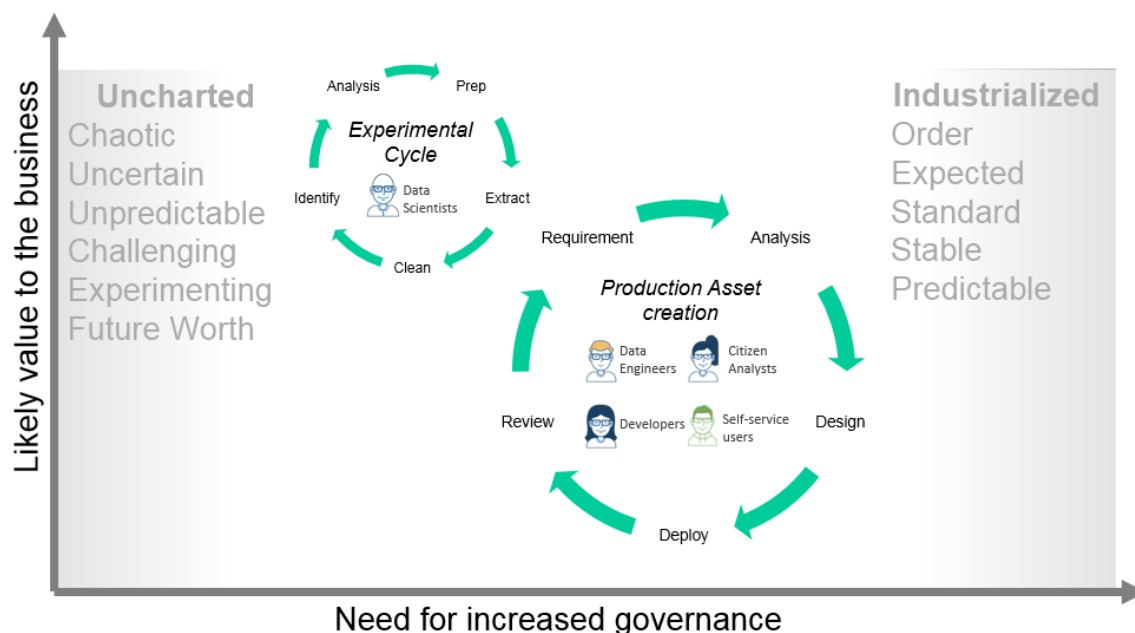 Likely value to the business
Uncharted
Chaotic
Uncertain
Unpredictable
Challenging
Experimenting
Future Worth
Analysis
Prep
Experimental
Cycle
Identify
Data
Scientists
Extract
Clean
Requirement
Analysis
Production Asset
creation
Data
Engineers
Citizen
Analysts
Review
Developers
Self-service
users
Design
Deploy
Industrialized
Order
Expected
Standard
Stable
Predictable
Need for increased governance